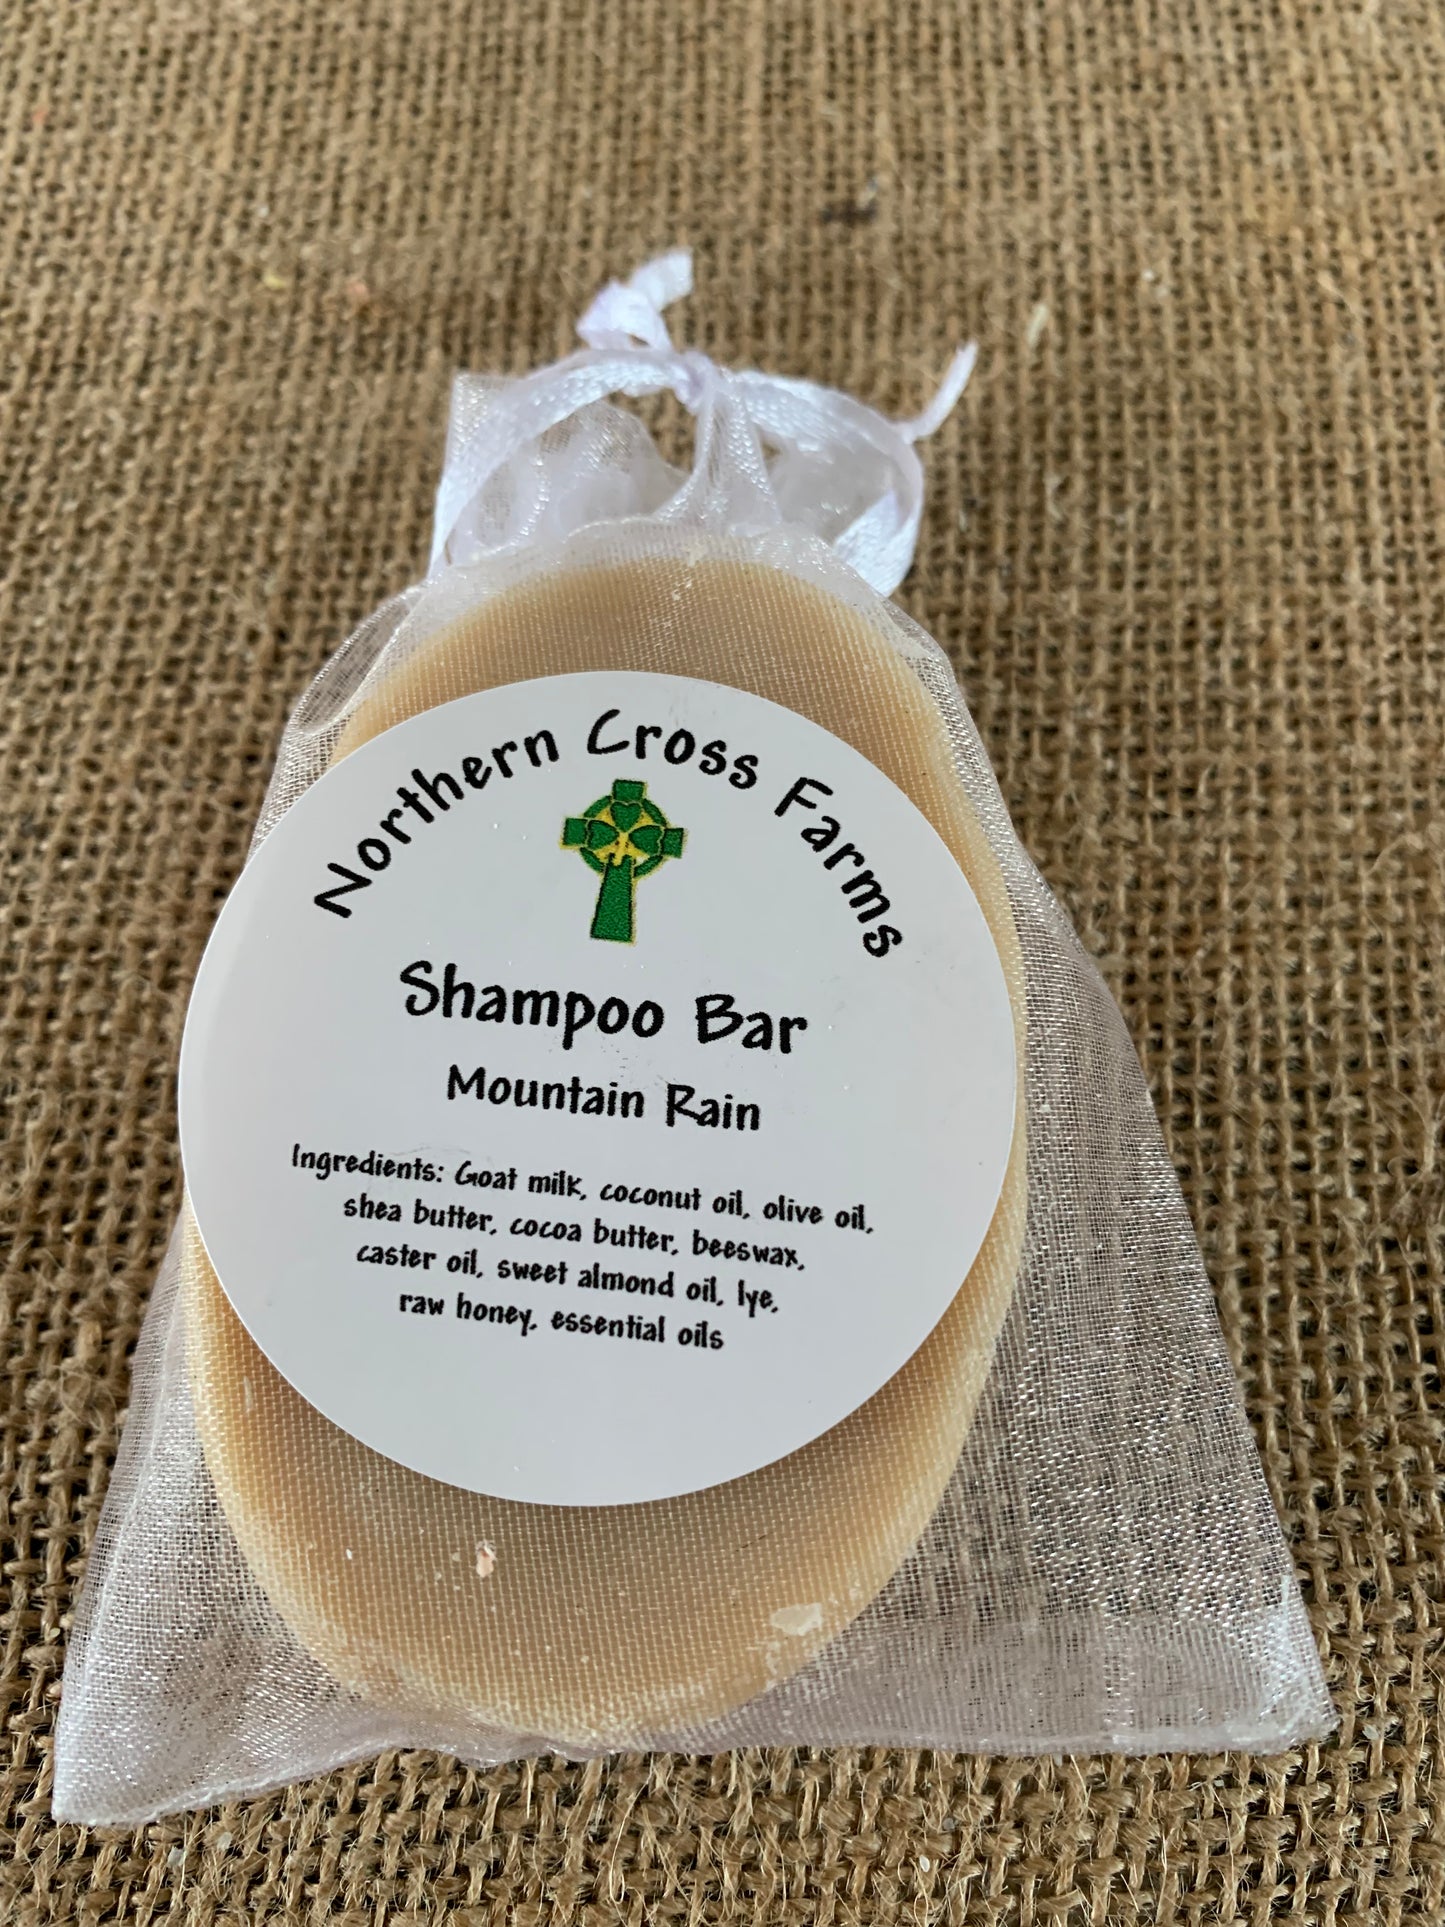 Northern Cross Farms
Shampoo Bar
Mountain Rain
Ingredients: Goat milk, coconut oil, olive oil,
shea butter, cocoa butter, beeswax,
caster oil, sweet almond oil, lye,
raw honey, essential oils